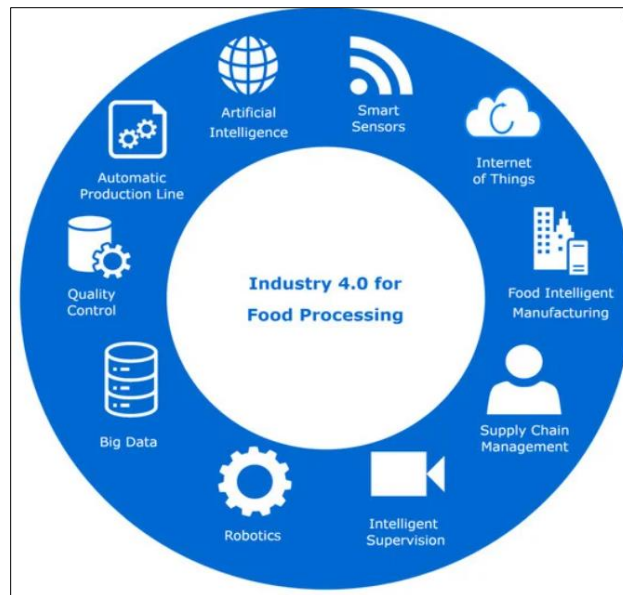 Artificial
Intelligence
Smart
Sensors
Internet
of Things
Food Intelligent
Manufacturing
Supply Chain
Management
Intelligent
Supervision
Robotics
Big Data
Quality
Control
Automatic
Production Line
Industry 4.0 for
Food Processing